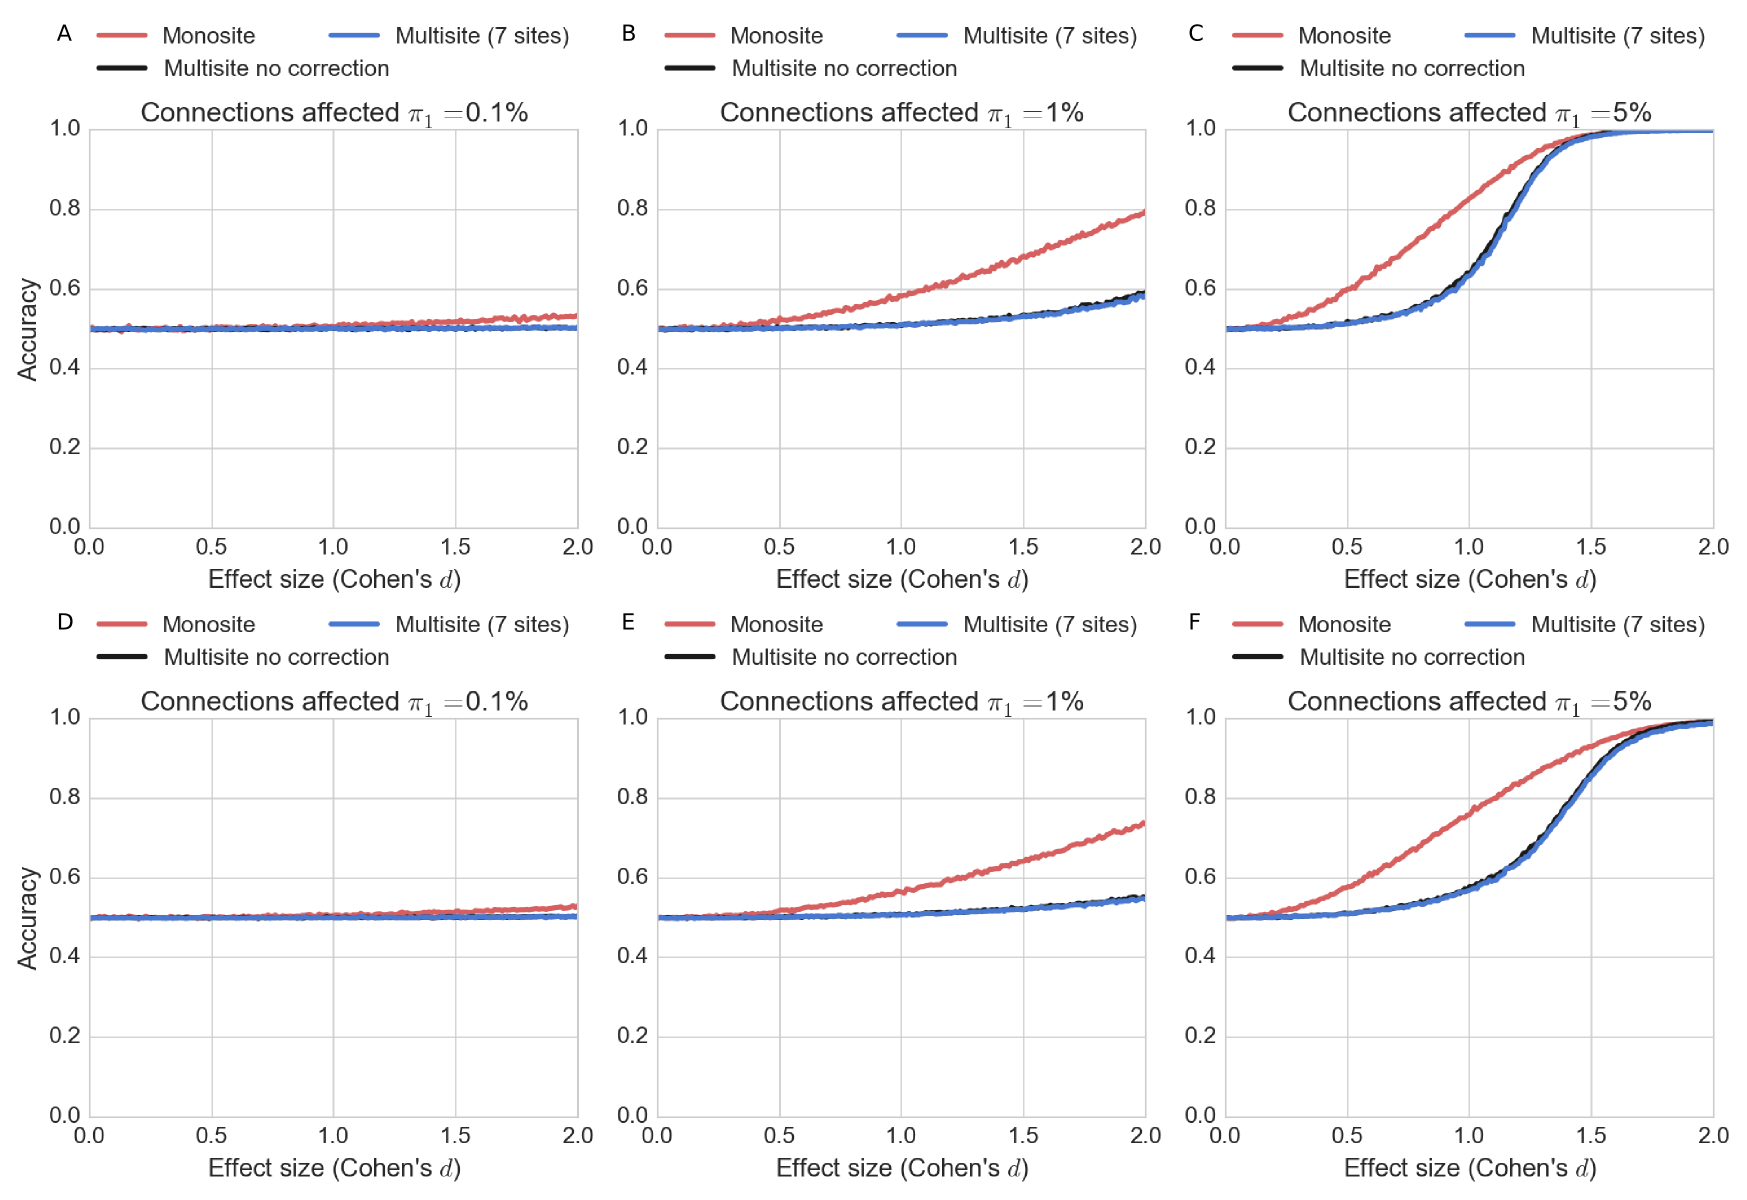 A Monosite Multisite (7 sites)
Multisite no correction
Connections affected π₁ =0.1%
1.0
0.8
0.6
0.4
0.2
0.0
Accuracy
0.0 0.5 1.0 1.5 2.0
Effect size (Cohen's d)
B Monosite Multisite (7 sites)
Multisite no correction
Connections affected π₁ =1%
1.0
0.8
0.6
0.4
0.2
0.0
0.0 0.5 1.0 1.5 2.0
Effect size (Cohen's d)
C Monosite Multisite (7 sites)
Multisite no correction
Connections affected π₁ =5%
1.0
0.8
0.6
0.4
0.2
0.0
0.0 0.5 1.0 1.5 2.0
Effect size (Cohen's d)
D Monosite Multisite (7 sites)
Multisite no correction
Connections affected π₁ =0.1%
1.0
0.8
0.6
0.4
0.2
0.0
Accuracy
0.0 0.5 1.0 1.5 2.0
Effect size (Cohen's d)
E Monosite Multisite (7 sites)
Multisite no correction
Connections affected π₁ =1%
1.0
0.8
0.6
0.4
0.2
0.0
0.0 0.5 1.0 1.5 2.0
Effect size (Cohen's d)
F Monosite Multisite (7 sites)
Multisite no correction
Connections affected π₁ =5%
1.0
0.8
0.6
0.4
0.2
0.0
0.0 0.5 1.0 1.5 2.0
Effect size (Cohen's d)